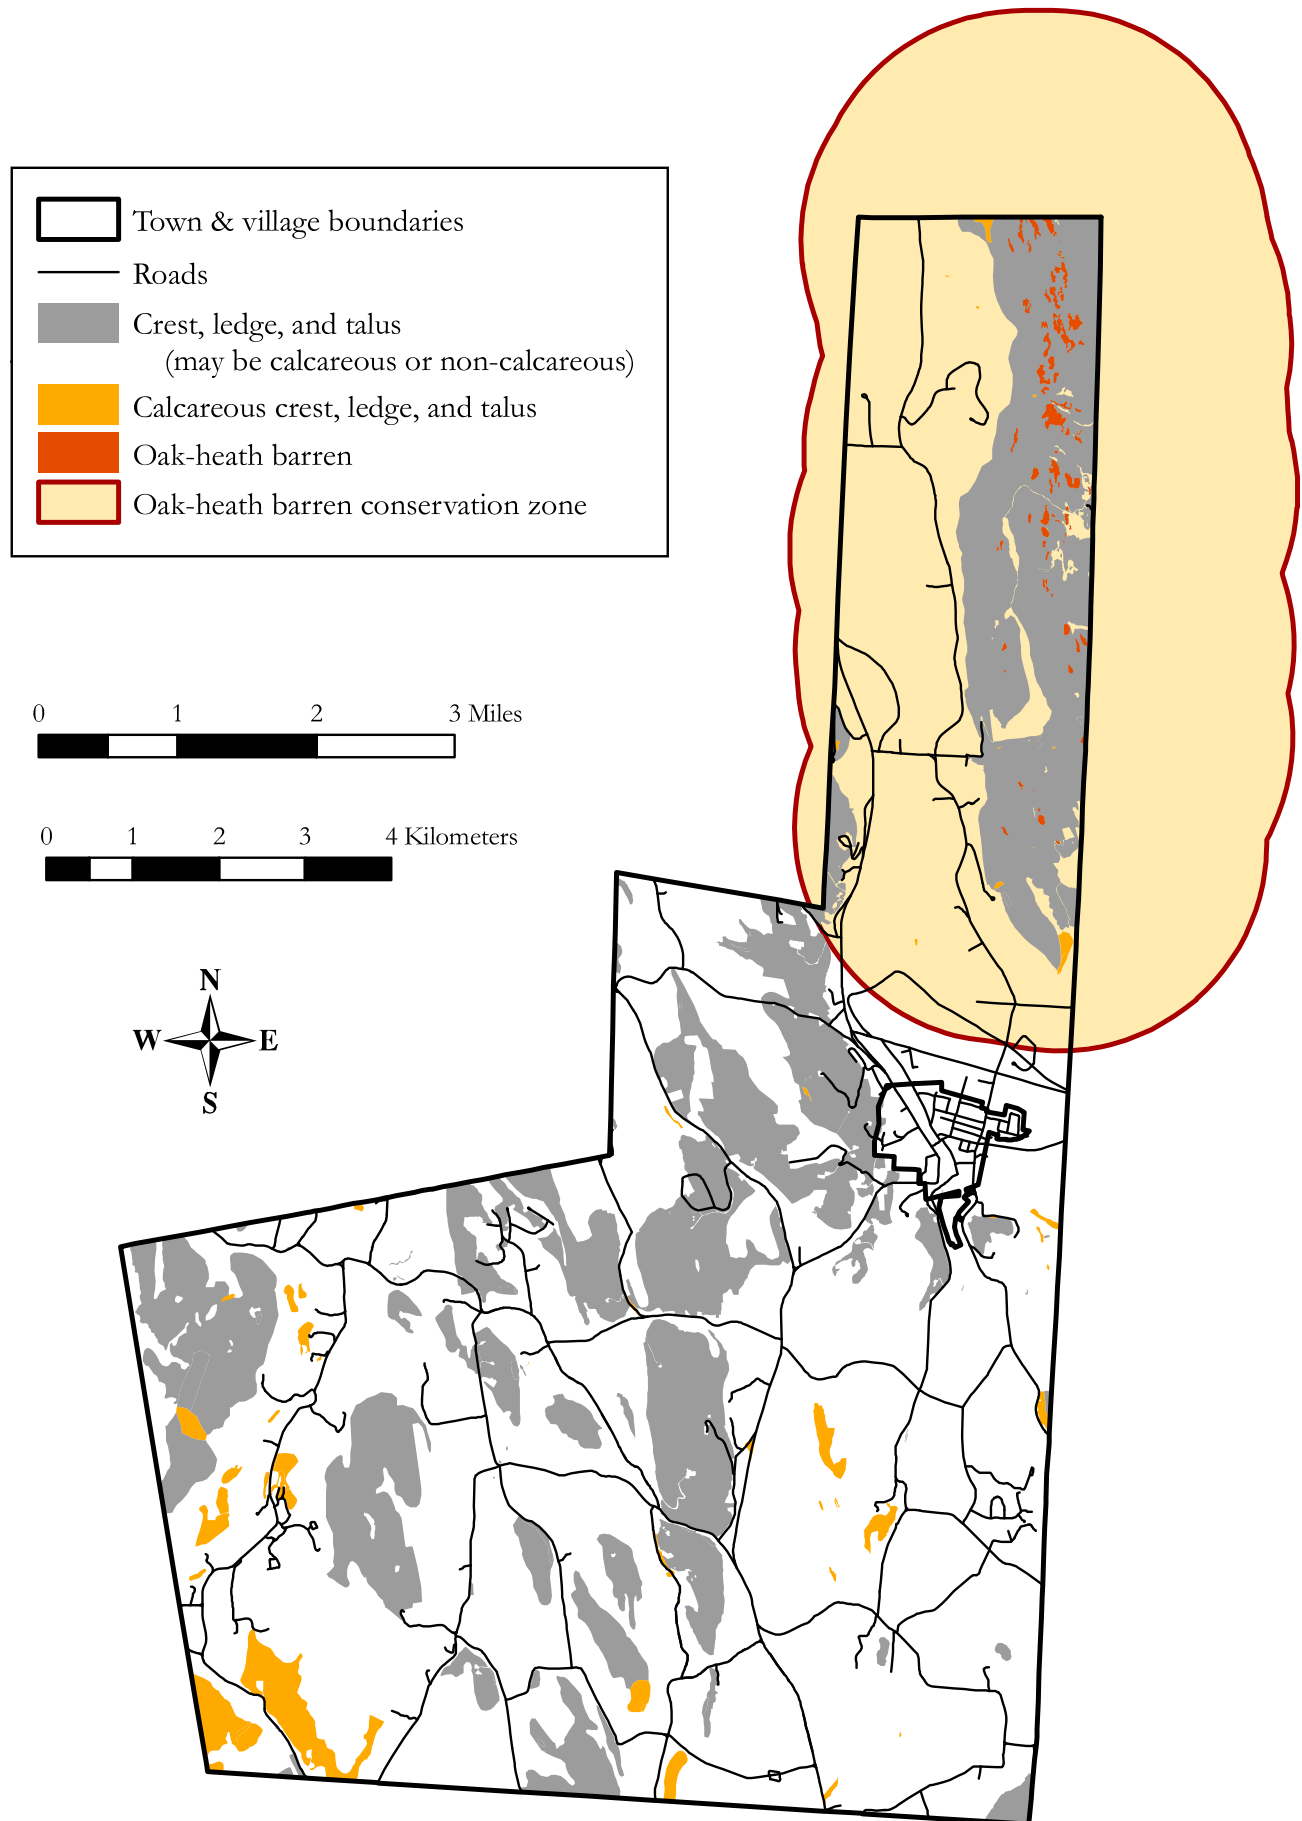 Town & village boundaries
Roads
Crest, ledge, and talus
(may be calcareous or non-calcareous)
Calcareous crest, ledge, and talus
Oak-heath barren
Oak-heath barren conservation zone
0 1 2 3 Miles
0 1 2 3 4 Kilometers
N
W E
S